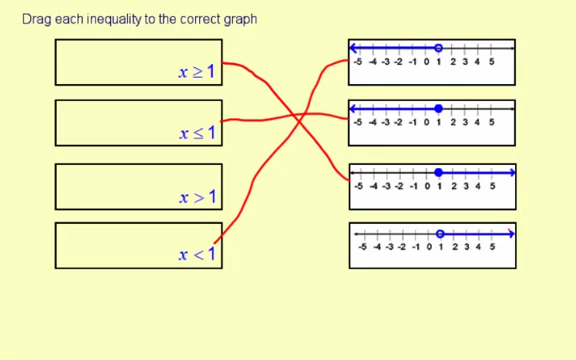 Drag each inequality to the correct graph
x ≥ 1
-5 -4 -3 -2 -1 0 1 2 3 4 5
x ≤ 1
-5 -4 -3 -2 -1 0 1 2 3 4 5
x > 1
-5 -4 -3 -2 -1 0 1 2 3 4 5
x < 1
-5 -4 -3 -2 -1 0 1 2 3 4 5